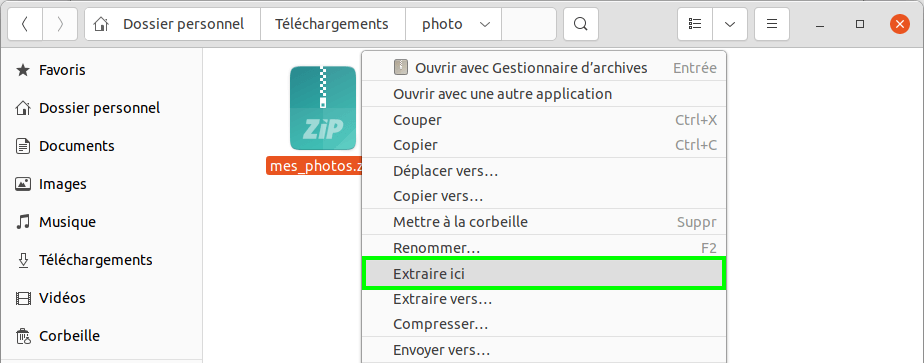 Dossier personnel Téléchargements photo
Favoris
Dossier personnel
Documents
Images
Musique
Téléchargements
Vidéos
Corbeille
ZIP
mes_photos.z
Ouvrir avec Gestionnaire d’archives Entrée
Ouvrir avec une autre application
Couper Ctrl+X
Copier Ctrl+C
Déplacer vers…
Copier vers…
Mettre à la corbeille Suppr
Renommer… F2
Extraire ici
Extraire vers…
Compresser…
Envoyer vers…